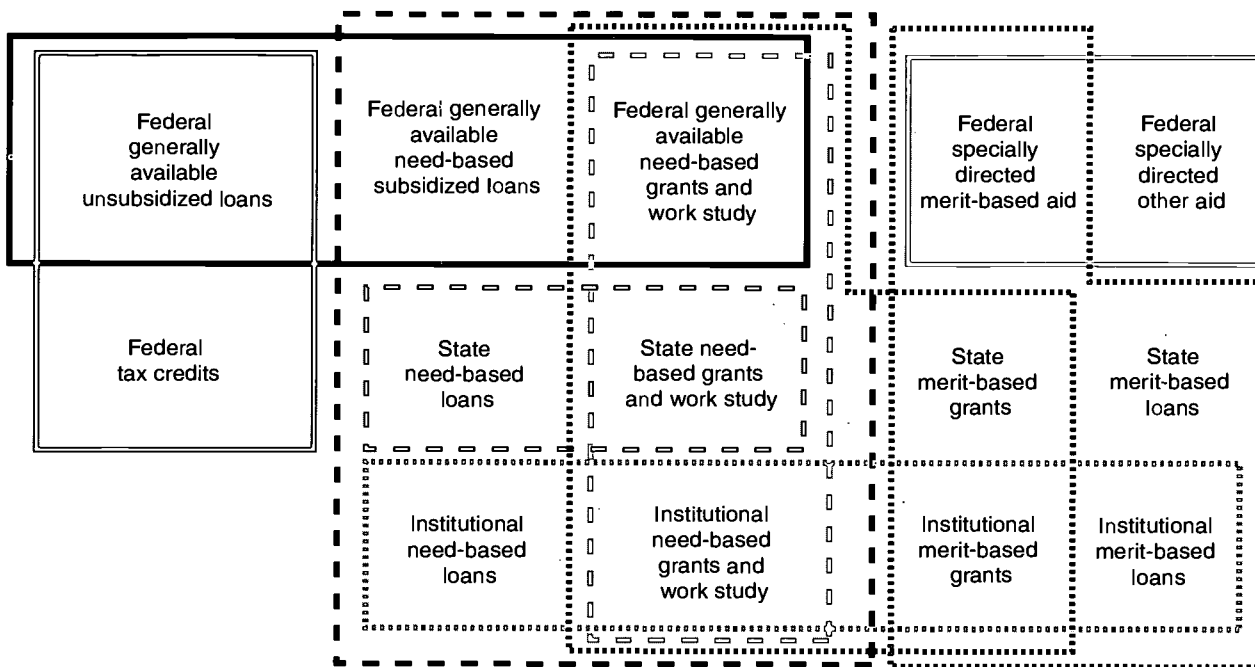 Federal
generally
available
unsubsidized loans
Federal generally
available
need-based
subsidized loans
Federal generally
available
need-based
grants and
work study
Federal
specially
directed
merit-based aid
Federal
specially
directed
other aid
Federal
tax credits
State
need-based
loans
State need-
based grants
and work study
State
merit-based
grants
State
merit-based
loans
Institutional
need-based
loans
Institutional
need-based
grants and
work study
Institutional
merit-based
grants
Institutional
merit-based
loans